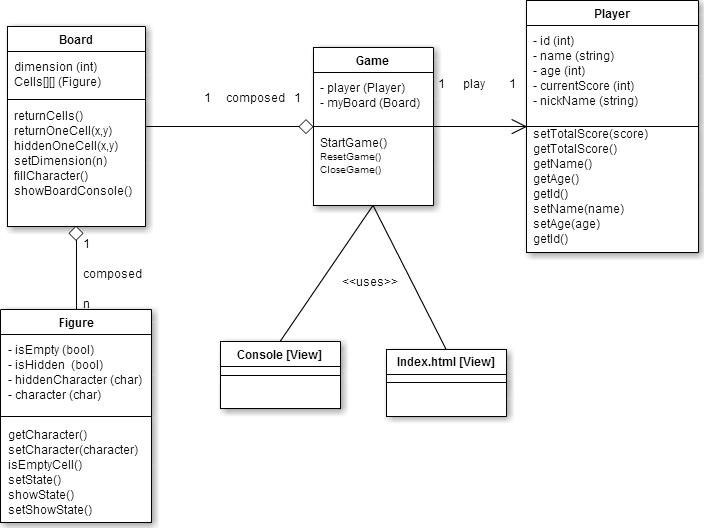 Board
dimension (int)
Cells[][] (Figure)
returnCells()
returnOneCell(x,y)
hiddenOneCell(x,y)
setDimension(n)
fillCharacter()
showBoardConsole()
1 composed 1
Game
- player (Player)
- myBoard (Board)
StartGame()
ResetGame()
CloseGame()
1 play 1
Player
- id (int)
- name (string)
- age (int)
- currentScore (int)
- nickName (string)
setTotalScore(score)
getTotalScore()
getName()
getAge()
getId()
setName(name)
setAge(age)
getId()
1
composed
n
Figure
- isEmpty (bool)
- isHidden  (bool)
- hiddenCharacter (char)
- character (char)
getCharacter()
setCharacter(character)
isEmptyCell()
setState()
showState()
setShowState()
<<uses>>
Console [View]
Index.html [View]